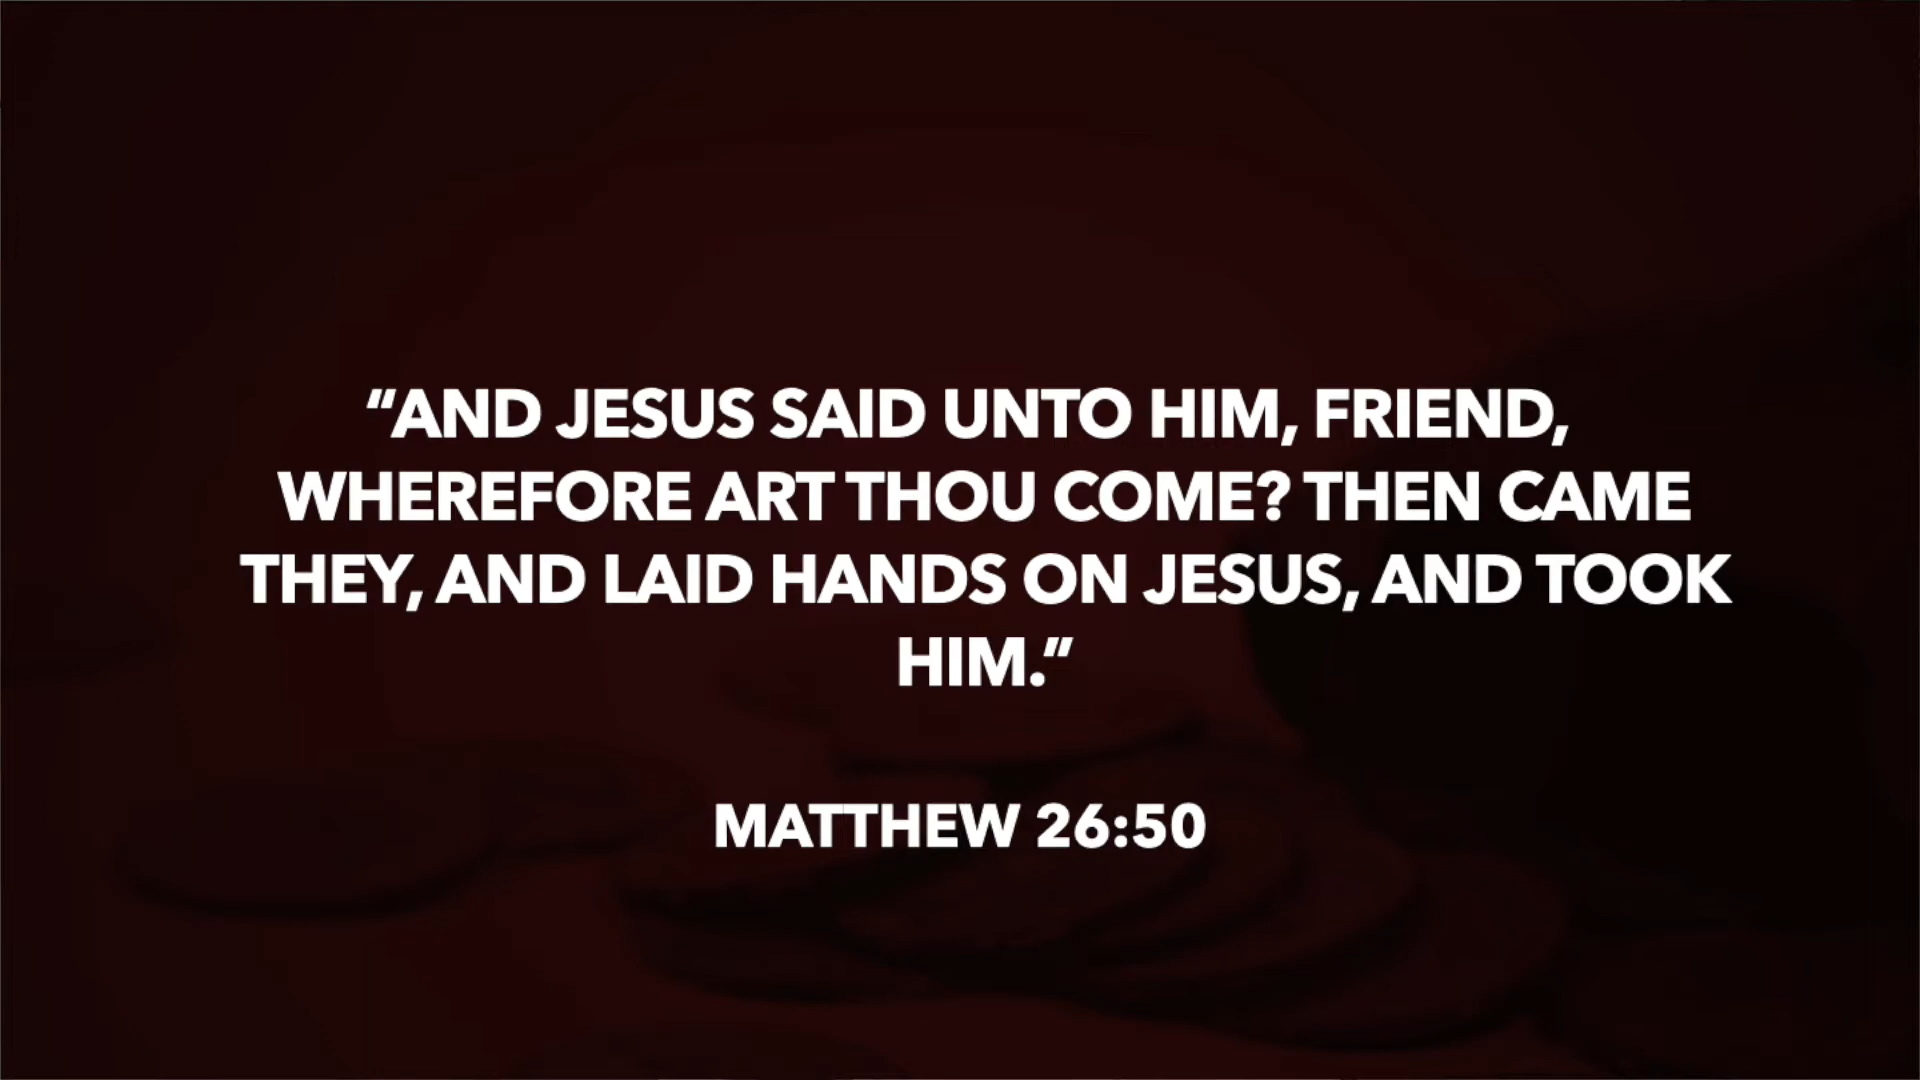 “AND JESUS SAID UNTO HIM, FRIEND,
WHEREFORE ART THOU COME? THEN CAME
THEY, AND LAID HANDS ON JESUS, AND TOOK
HIM.”
MATTHEW 26:50